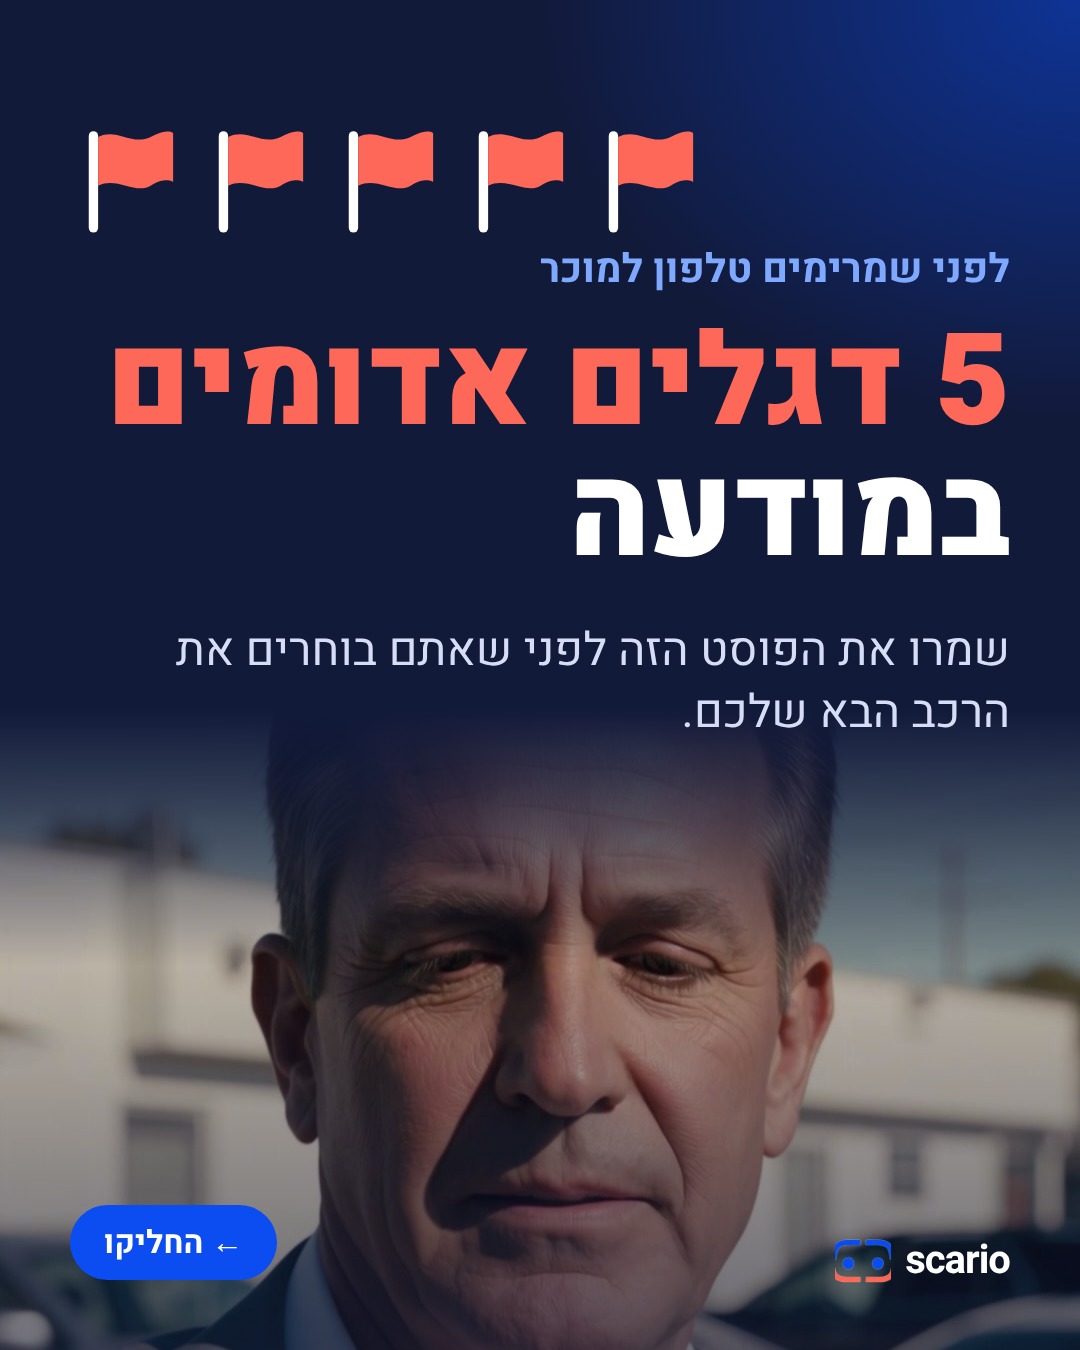 לפני שמרימים טלפון למוכר
5 דגלים אדומים
במודעה
שמרו את הפוסט הזה לפני שאתם בוחרים את
הרכב הבא שלכם.
החליקו ←
scario